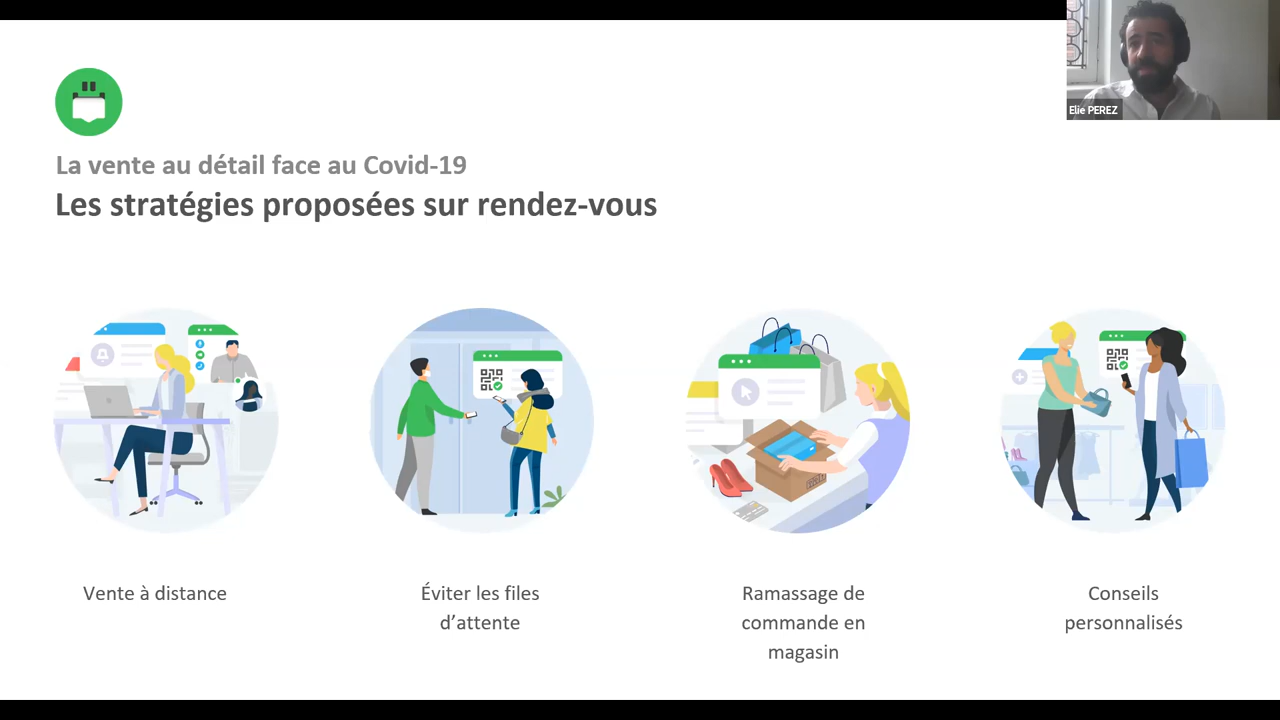 Elie PEREZ
La vente au détail face au Covid-19
Les stratégies proposées sur rendez-vous
Vente à distance
Éviter les files
d’attente
Ramassage de
commande en
magasin
Conseils
personnalisés